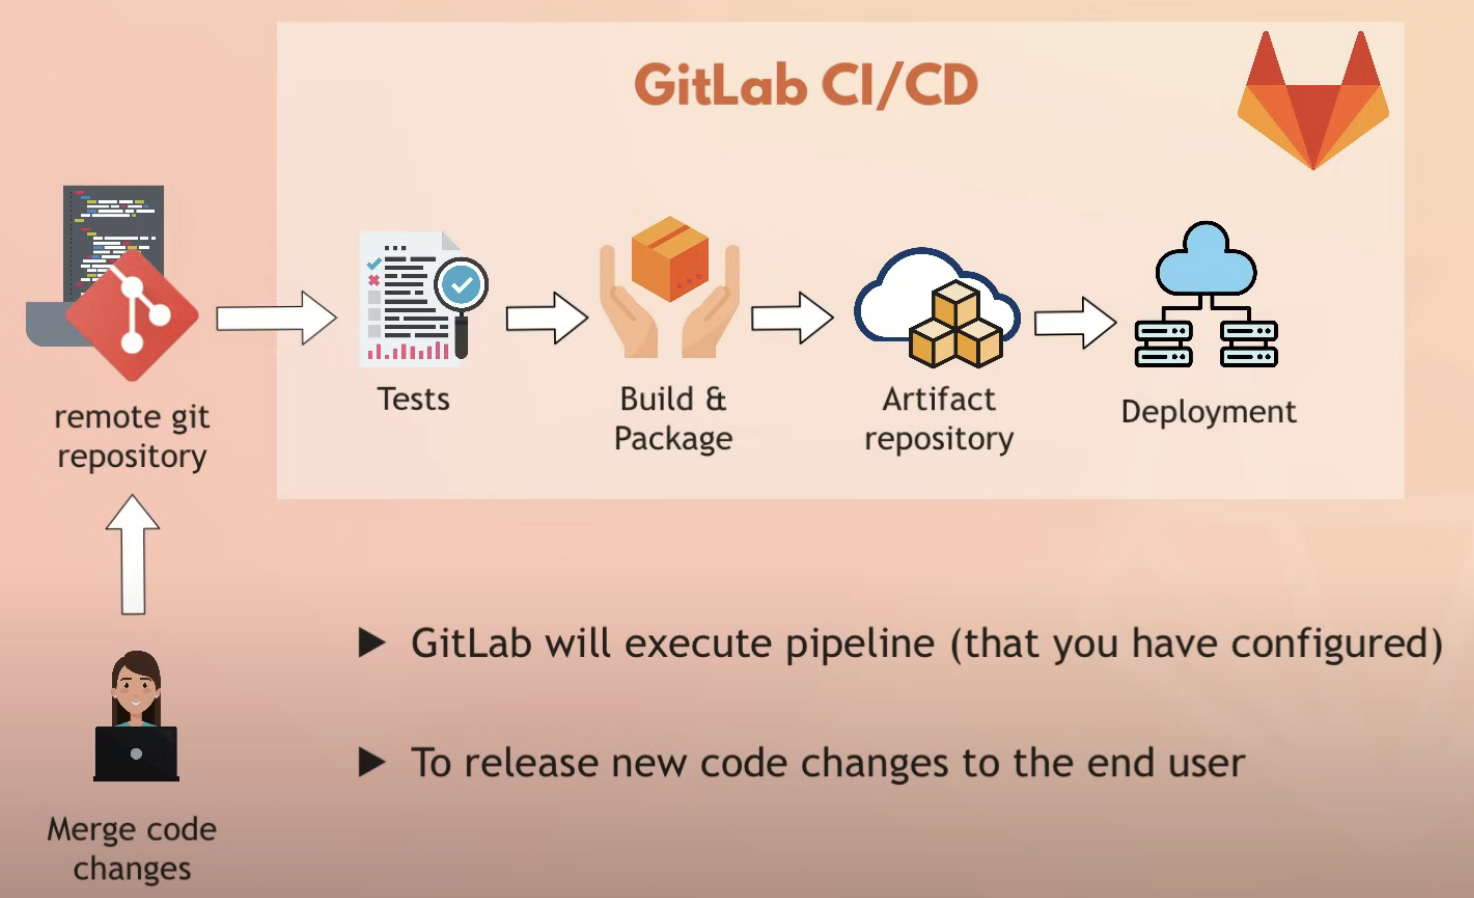 GitLab CI/CD
remote git
repository
Tests
Build &
Package
Artifact
repository
Deployment
Merge code
changes
GitLab will execute pipeline (that you have configured)
To release new code changes to the end user